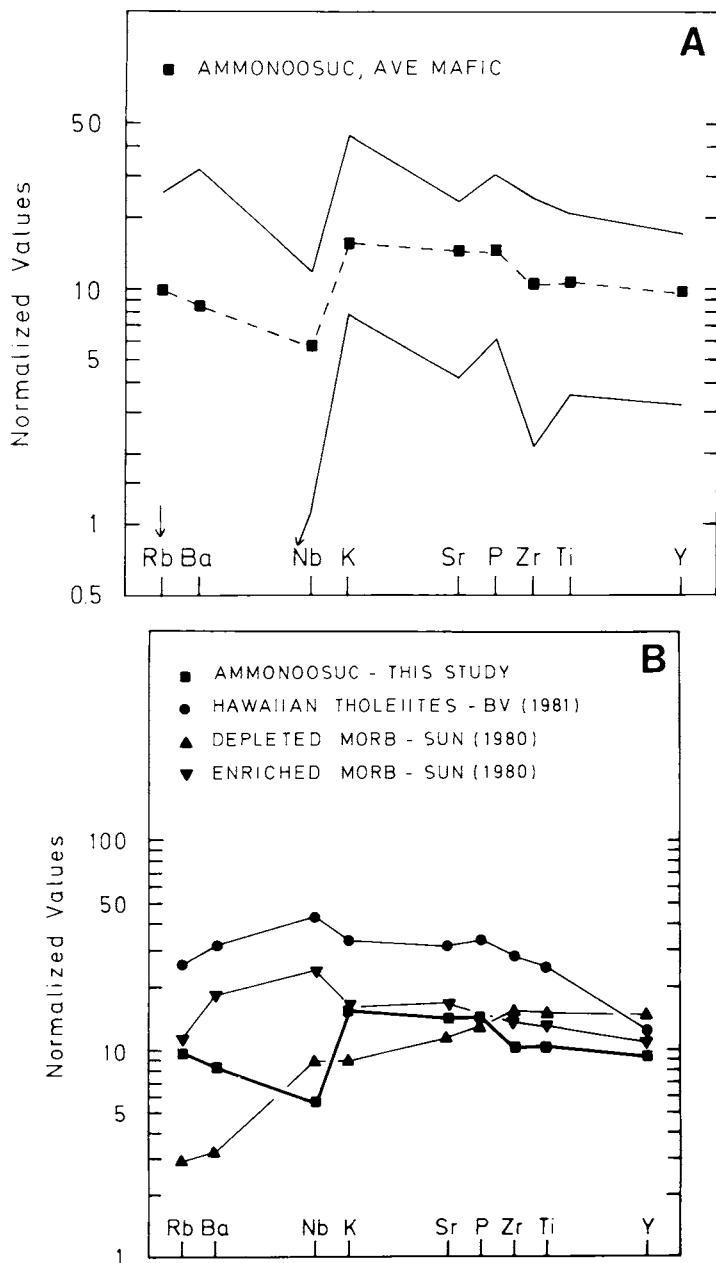 A
■ AMMONOOSUC, AVE MAFIC
Normalized Values
50
10
5
1
0.5
Rb Ba Nb K Sr P Zr Ti Y
B
■ AMMONOOSUC - THIS STUDY
● HAWAIIAN THOLEIITES - BV (1981)
▲ DEPLETED MORB - SUN (1980)
▼ ENRICHED MORB - SUN (1980)
Normalized Values
100
50
10
5
1
Rb Ba Nb K Sr P Zr Ti Y